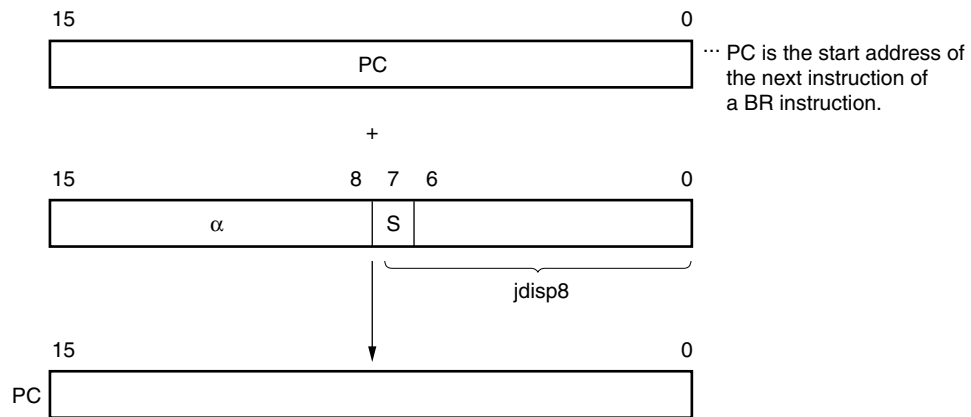 15 0
PC
... PC is the start address of
the next instruction of
a BR instruction.
+
15 8 7 6 0
α S
jdisp8
15 0
PC